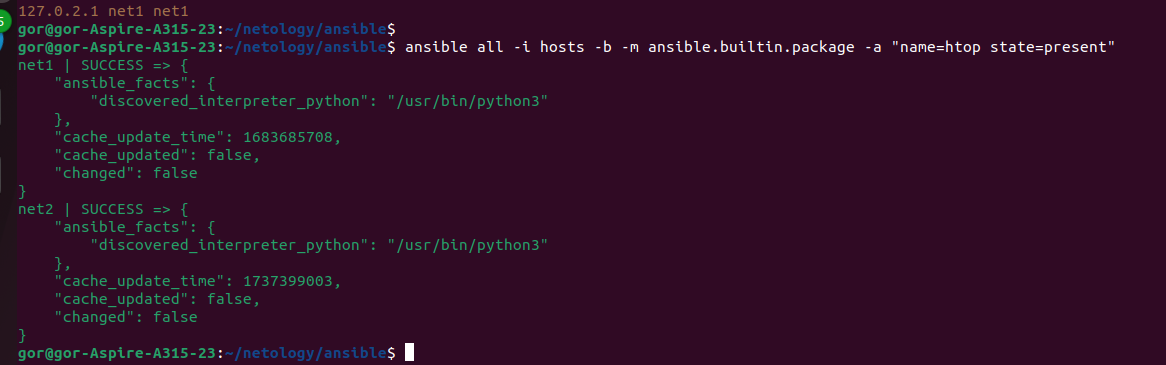 5
127.0.2.1 net1 net1
gor@gor-Aspire-A315-23:~/netology/ansible$
gor@gor-Aspire-A315-23:~/netology/ansible$ ansible all -i hosts -b -m ansible.builtin.package -a "name=htop state=present"
net1 | SUCCESS => {
    "ansible_facts": {
        "discovered_interpreter_python": "/usr/bin/python3"
    },
    "cache_update_time": 1683685708,
    "cache_updated": false,
    "changed": false
}
net2 | SUCCESS => {
    "ansible_facts": {
        "discovered_interpreter_python": "/usr/bin/python3"
    },
    "cache_update_time": 1737399003,
    "cache_updated": false,
    "changed": false
}
gor@gor-Aspire-A315-23:~/netology/ansible$